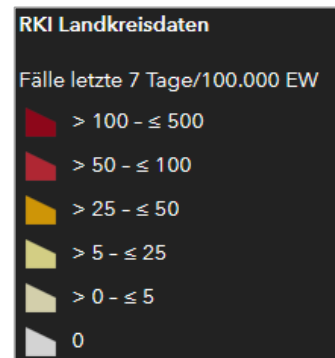 RKI Landkreisdaten
Fälle letzte 7 Tage/100.000 EW
> 100 - ≤ 500
> 50 - ≤ 100
> 25 - ≤ 50
> 5 - ≤ 25
> 0 - ≤ 5
0